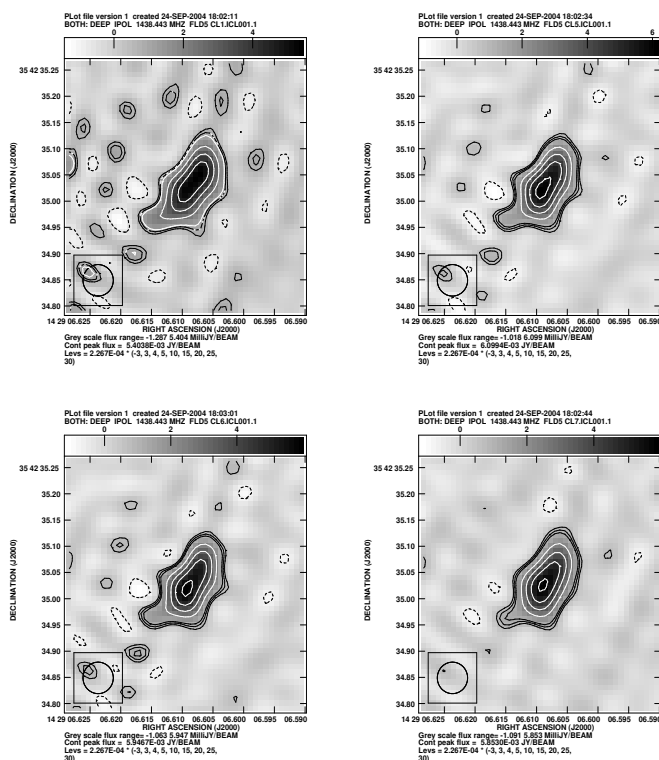 PLot file version 1 created 24-SEP-2004 18:02:11
BOTH: DEEP IPOL 1438.443 MHZ FLD5 CL1.ICL001.1
0 2 4
DECLINATION (J2000)
35 42 35.25
35.20
35.15
35.10
35.05
35.00
34.95
34.90
34.85
34.80
14 29 06.625 06.620 06.615 06.610 06.605 06.600 06.595 06.590
RIGHT ASCENSION (J2000)
Grey scale flux range= -1.287 5.404 MilliJY/BEAM
Cont peak flux = 5.4038E-03 JY/BEAM
Levs = 2.267E-04 * (-3, 3, 4, 5, 10, 15, 20, 25,
30)
PLot file version 1 created 24-SEP-2004 18:02:34
BOTH: DEEP IPOL 1438.443 MHZ FLD5 CL5.ICL001.1
0 2 4 6
DECLINATION (J2000)
35 42 35.25
35.20
35.15
35.10
35.05
35.00
34.95
34.90
34.85
34.80
14 29 06.625 06.620 06.615 06.610 06.605 06.600 06.595 06.590
RIGHT ASCENSION (J2000)
Grey scale flux range= -1.018 6.099 MilliJY/BEAM
Cont peak flux = 6.0994E-03 JY/BEAM
Levs = 2.267E-04 * (-3, 3, 4, 5, 10, 15, 20, 25,
30)
PLot file version 1 created 24-SEP-2004 18:03:01
BOTH: DEEP IPOL 1438.443 MHZ FLD5 CL6.ICL001.1
0 2 4
DECLINATION (J2000)
35 42 35.25
35.20
35.15
35.10
35.05
35.00
34.95
34.90
34.85
34.80
14 29 06.625 06.620 06.615 06.610 06.605 06.600 06.595 06.590
RIGHT ASCENSION (J2000)
Grey scale flux range= -1.063 5.947 MilliJY/BEAM
Cont peak flux = 5.9467E-03 JY/BEAM
Levs = 2.267E-04 * (-3, 3, 4, 5, 10, 15, 20, 25,
30)
PLot file version 1 created 24-SEP-2004 18:02:44
BOTH: DEEP IPOL 1438.443 MHZ FLD5 CL7.ICL001.1
0 2 4
DECLINATION (J2000)
35 42 35.25
35.20
35.15
35.10
35.05
35.00
34.95
34.90
34.85
34.80
14 29 06.625 06.620 06.615 06.610 06.605 06.600 06.595 06.590
RIGHT ASCENSION (J2000)
Grey scale flux range= -1.091 5.853 MilliJY/BEAM
Cont peak flux = 5.8530E-03 JY/BEAM
Levs = 2.267E-04 * (-3, 3, 4, 5, 10, 15, 20, 25,
30)